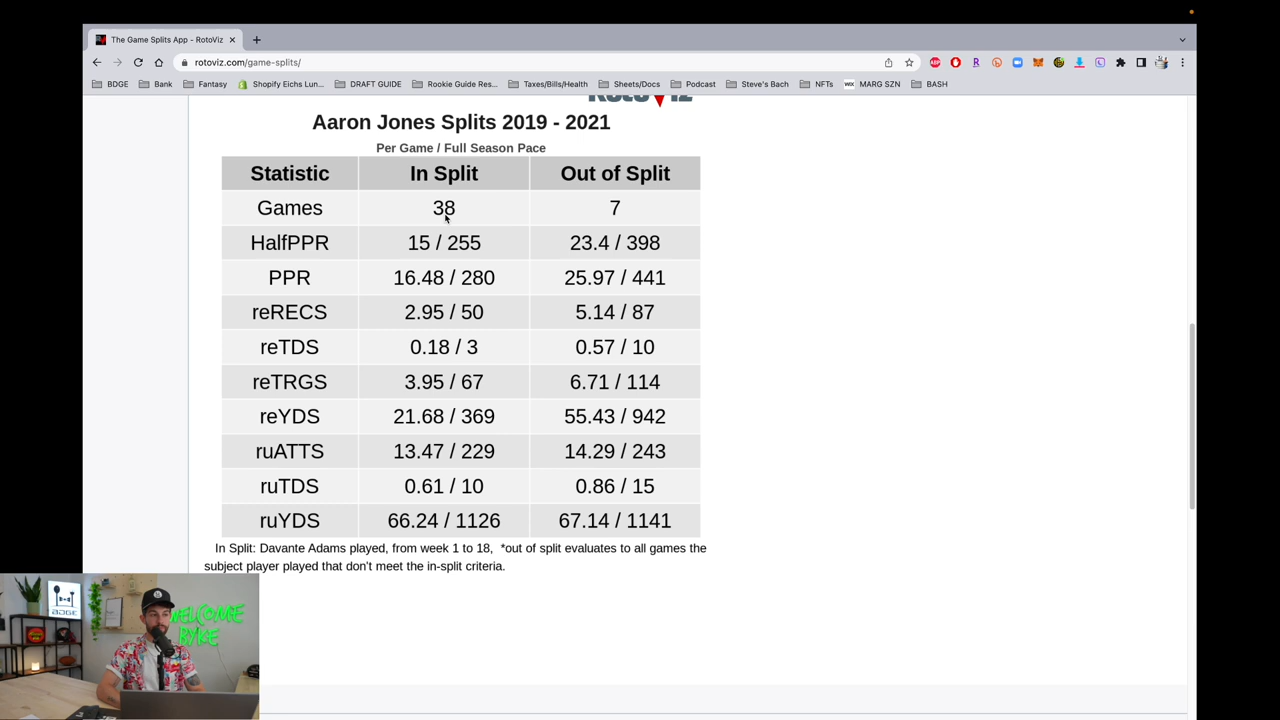 The Game Splits App - RotoViz
rotoviz.com/game-splits/
BDGE Bank Fantasy Shopify Eichs Lun... DRAFT GUIDE Rookie Guide Res... Taxes/Bills/Health Sheets/Docs Podcast Steve's Bach NFTs WIX MARG SZN BASH
RotoViz
Aaron Jones Splits 2019 - 2021
Per Game / Full Season Pace
Statistic In Split Out of Split
Games 38 7
HalfPPR 15 / 255 23.4 / 398
PPR 16.48 / 280 25.97 / 441
reRECS 2.95 / 50 5.14 / 87
reTDS 0.18 / 3 0.57 / 10
reTRGS 3.95 / 67 6.71 / 114
reYDS 21.68 / 369 55.43 / 942
ruATTS 13.47 / 229 14.29 / 243
ruTDS 0.61 / 10 0.86 / 15
ruYDS 66.24 / 1126 67.14 / 1141
In Split: Davante Adams played, from week 1 to 18, *out of split evaluates to all games the
subject player played that don't meet the in-split criteria.
BDGE
WELCOME
BYKE